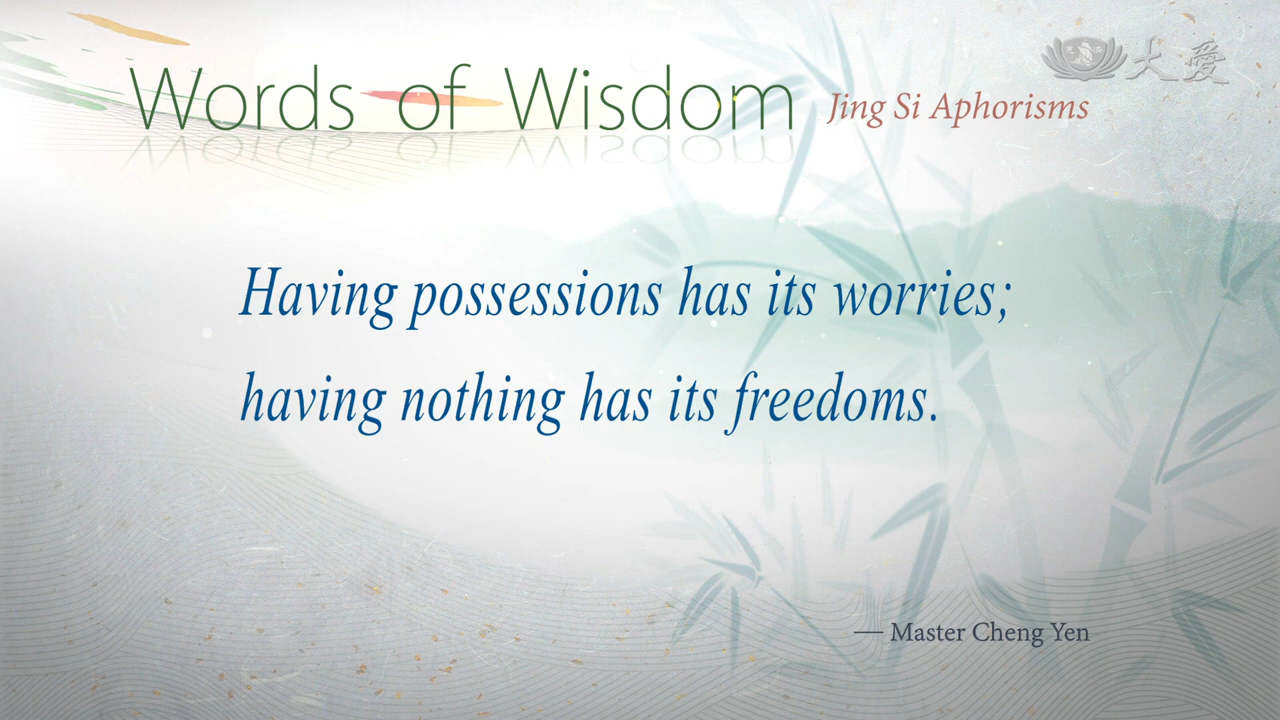 大愛
Words of Wisdom Jing Si Aphorisms
Having possessions has its worries;
having nothing has its freedoms.
— Master Cheng Yen